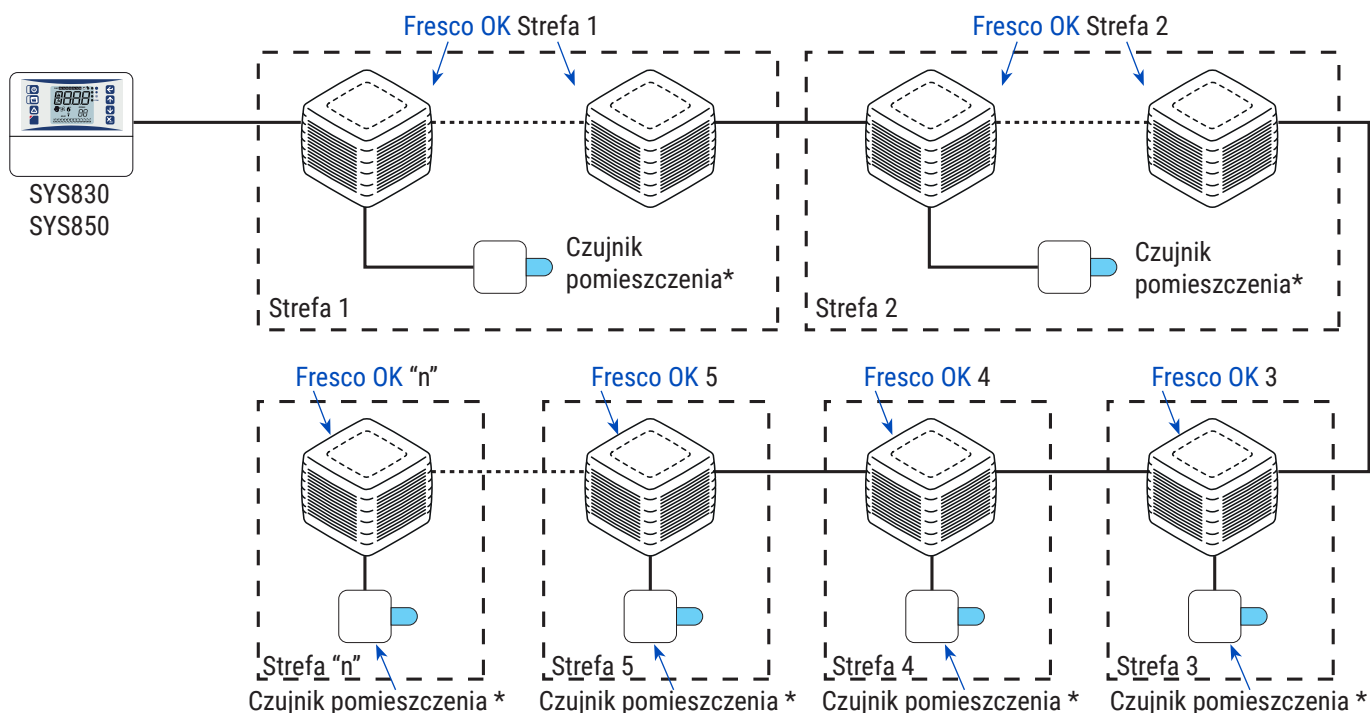 Fresco OK Strefa 1
Fresco OK Strefa 2
SYS830
SYS850
Czujnik
pomieszczenia*
Strefa 1
Czujnik
pomieszczenia*
Strefa 2
Fresco OK “n”
Fresco OK 5
Fresco OK 4
Fresco OK 3
Strefa “n”
Strefa 5
Strefa 4
Strefa 3
Czujnik pomieszczenia *
Czujnik pomieszczenia *
Czujnik pomieszczenia *
Czujnik pomieszczenia *